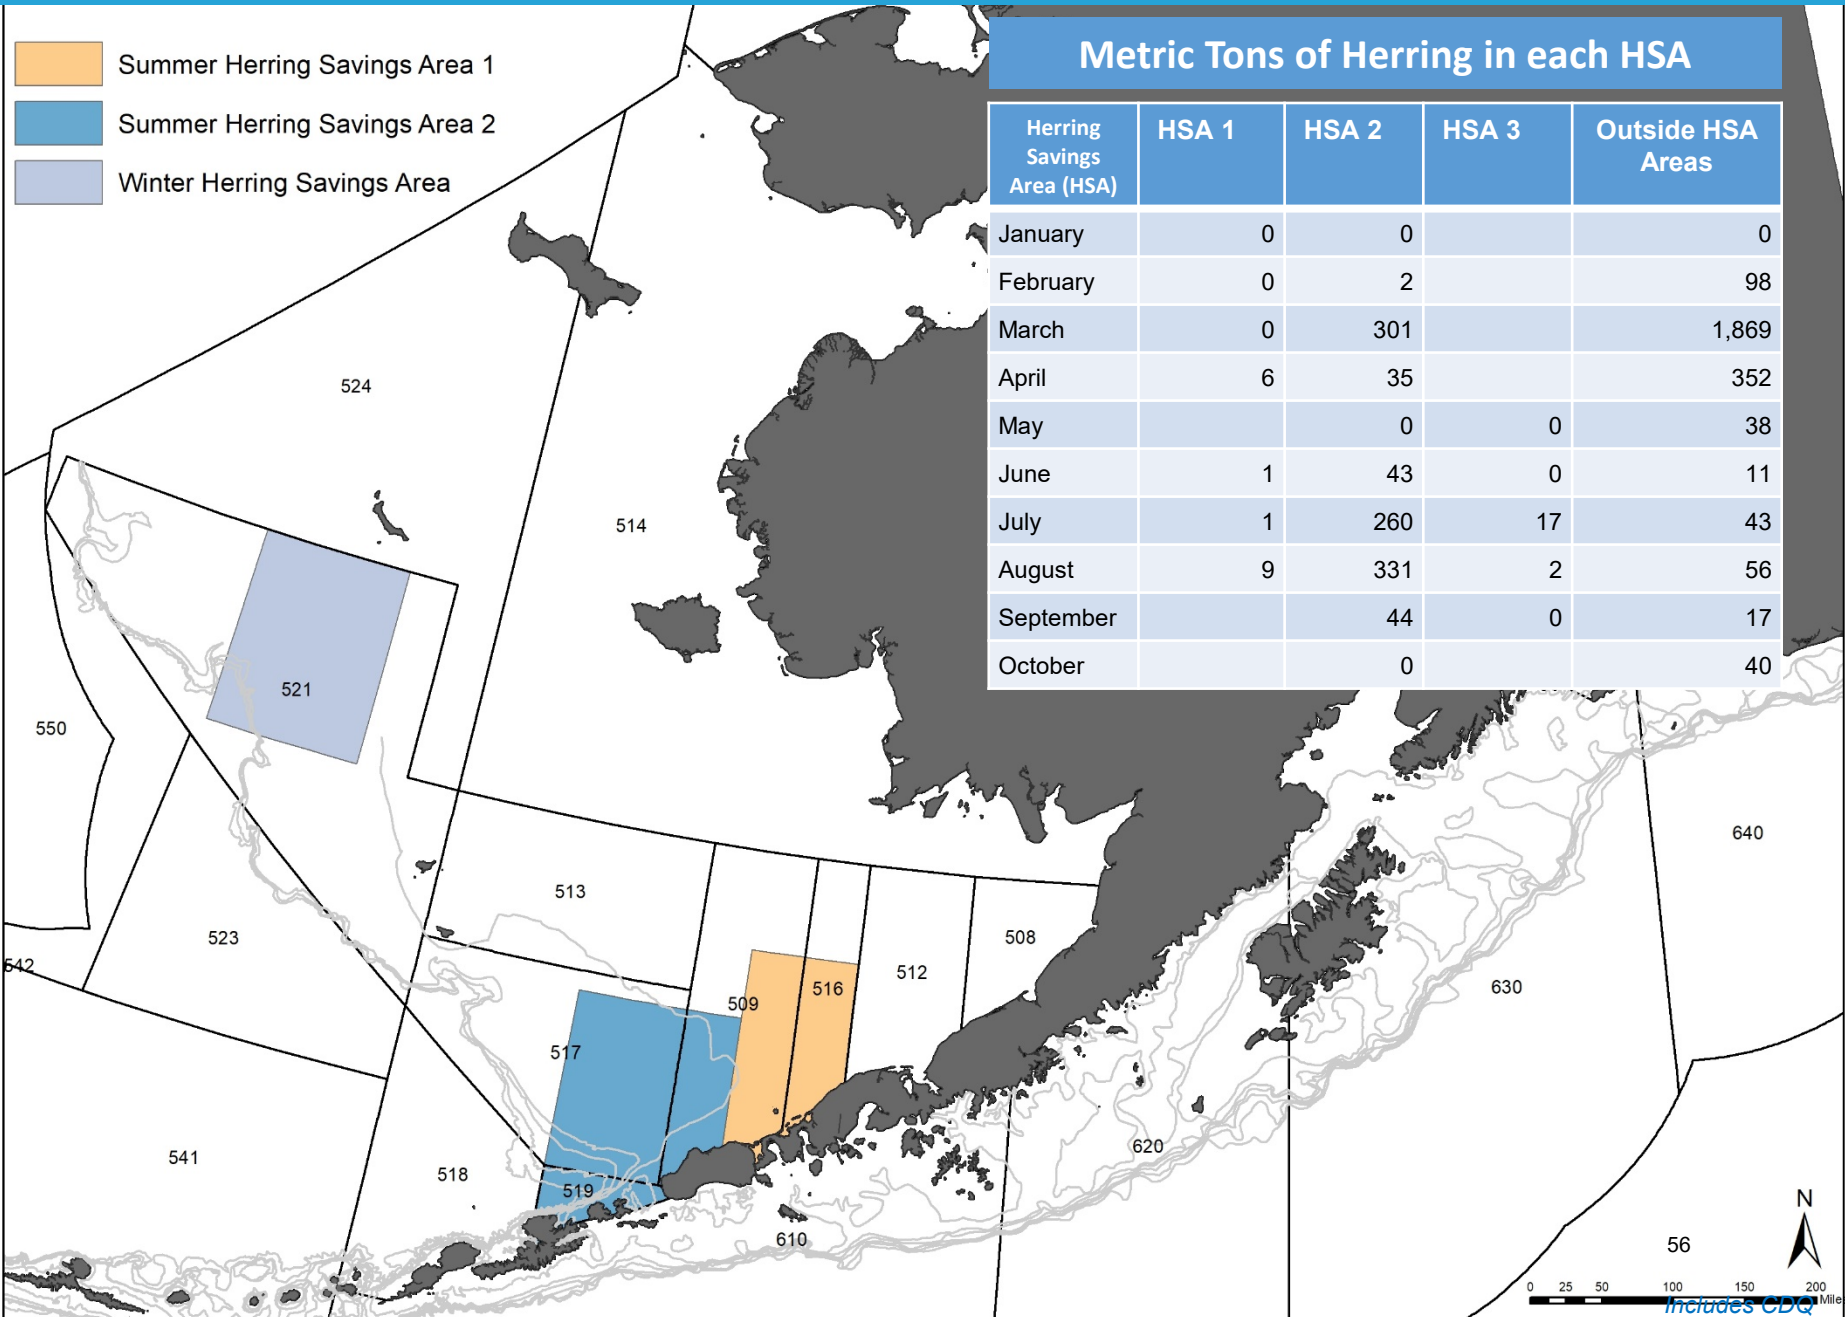 Summer Herring Savings Area 1
Summer Herring Savings Area 2
Winter Herring Savings Area
Metric Tons of Herring in each HSA
Herring Savings Area (HSA) HSA 1 HSA 2 HSA 3 Outside HSA Areas
January 0 0 0
February 0 2 98
March 0 301 1,869
April 6 35 352
May 0 0 38
June 1 43 0 11
July 1 260 17 43
August 9 331 2 56
September 44 0 17
October 0 40
524
514
521
550
640
513
523
508
542
512
516
509
630
517
541
518
519
620
610
56
N
0 25 50 100 150 200
Mile
Includes CDQ